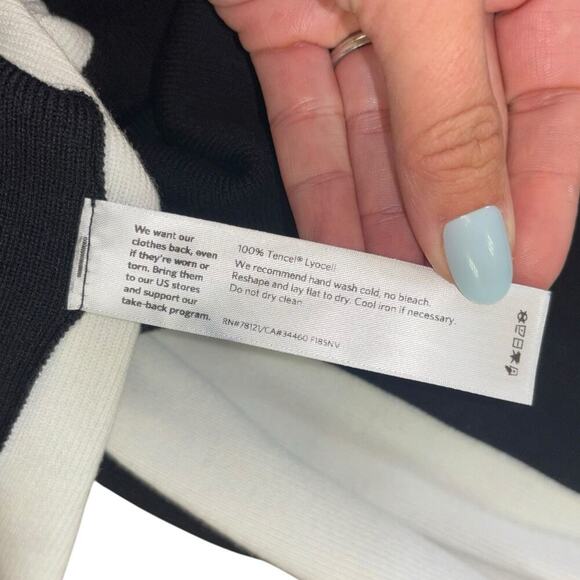 We want our
clothes back, even
if they're worn or
torn. Bring them
to our US stores
and support our
take-back program.
100% Tencel® Lyocell
We recommend hand wash cold, no bleach.
Reshape and lay flat to dry. Cool iron if necessary.
Do not dry clean
RN#78121/CA#34460 F18SNV